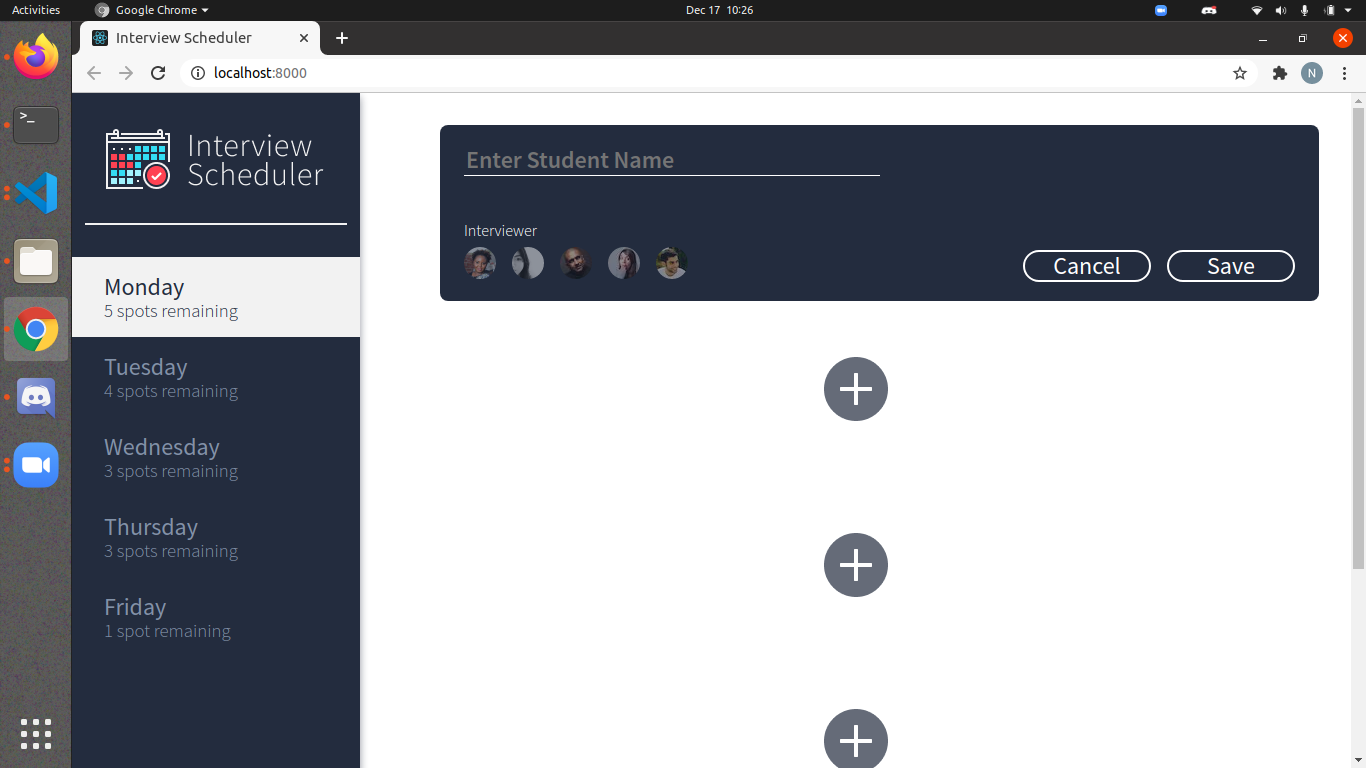 Activities
Google Chrome
Dec 17 10:26
Interview Scheduler
localhost:8000
N
>_
Interview
Scheduler
Monday
5 spots remaining
Tuesday
4 spots remaining
Wednesday
3 spots remaining
Thursday
3 spots remaining
Friday
1 spot remaining
Enter Student Name
Interviewer
Cancel
Save